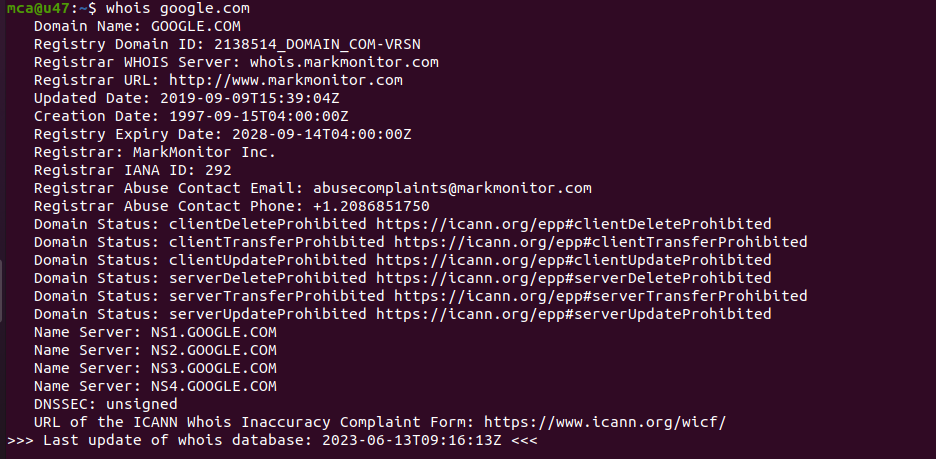 mca@u47:~$ whois google.com
Domain Name: GOOGLE.COM
Registry Domain ID: 2138514_DOMAIN_COM-VRSN
Registrar WHOIS Server: whois.markmonitor.com
Registrar URL: http://www.markmonitor.com
Updated Date: 2019-09-09T15:39:04Z
Creation Date: 1997-09-15T04:00:00Z
Registry Expiry Date: 2028-09-14T04:00:00Z
Registrar: MarkMonitor Inc.
Registrar IANA ID: 292
Registrar Abuse Contact Email: abusecomplaints@markmonitor.com
Registrar Abuse Contact Phone: +1.2086851750
Domain Status: clientDeleteProhibited https://icann.org/epp#clientDeleteProhibited
Domain Status: clientTransferProhibited https://icann.org/epp#clientTransferProhibited
Domain Status: clientUpdateProhibited https://icann.org/epp#clientUpdateProhibited
Domain Status: serverDeleteProhibited https://icann.org/epp#serverDeleteProhibited
Domain Status: serverTransferProhibited https://icann.org/epp#serverTransferProhibited
Domain Status: serverUpdateProhibited https://icann.org/epp#serverUpdateProhibited
Name Server: NS1.GOOGLE.COM
Name Server: NS2.GOOGLE.COM
Name Server: NS3.GOOGLE.COM
Name Server: NS4.GOOGLE.COM
DNSSEC: unsigned
URL of the ICANN Whois Inaccuracy Complaint Form: https://www.icann.org/wicf/
>>> Last update of whois database: 2023-06-13T09:16:13Z <<<